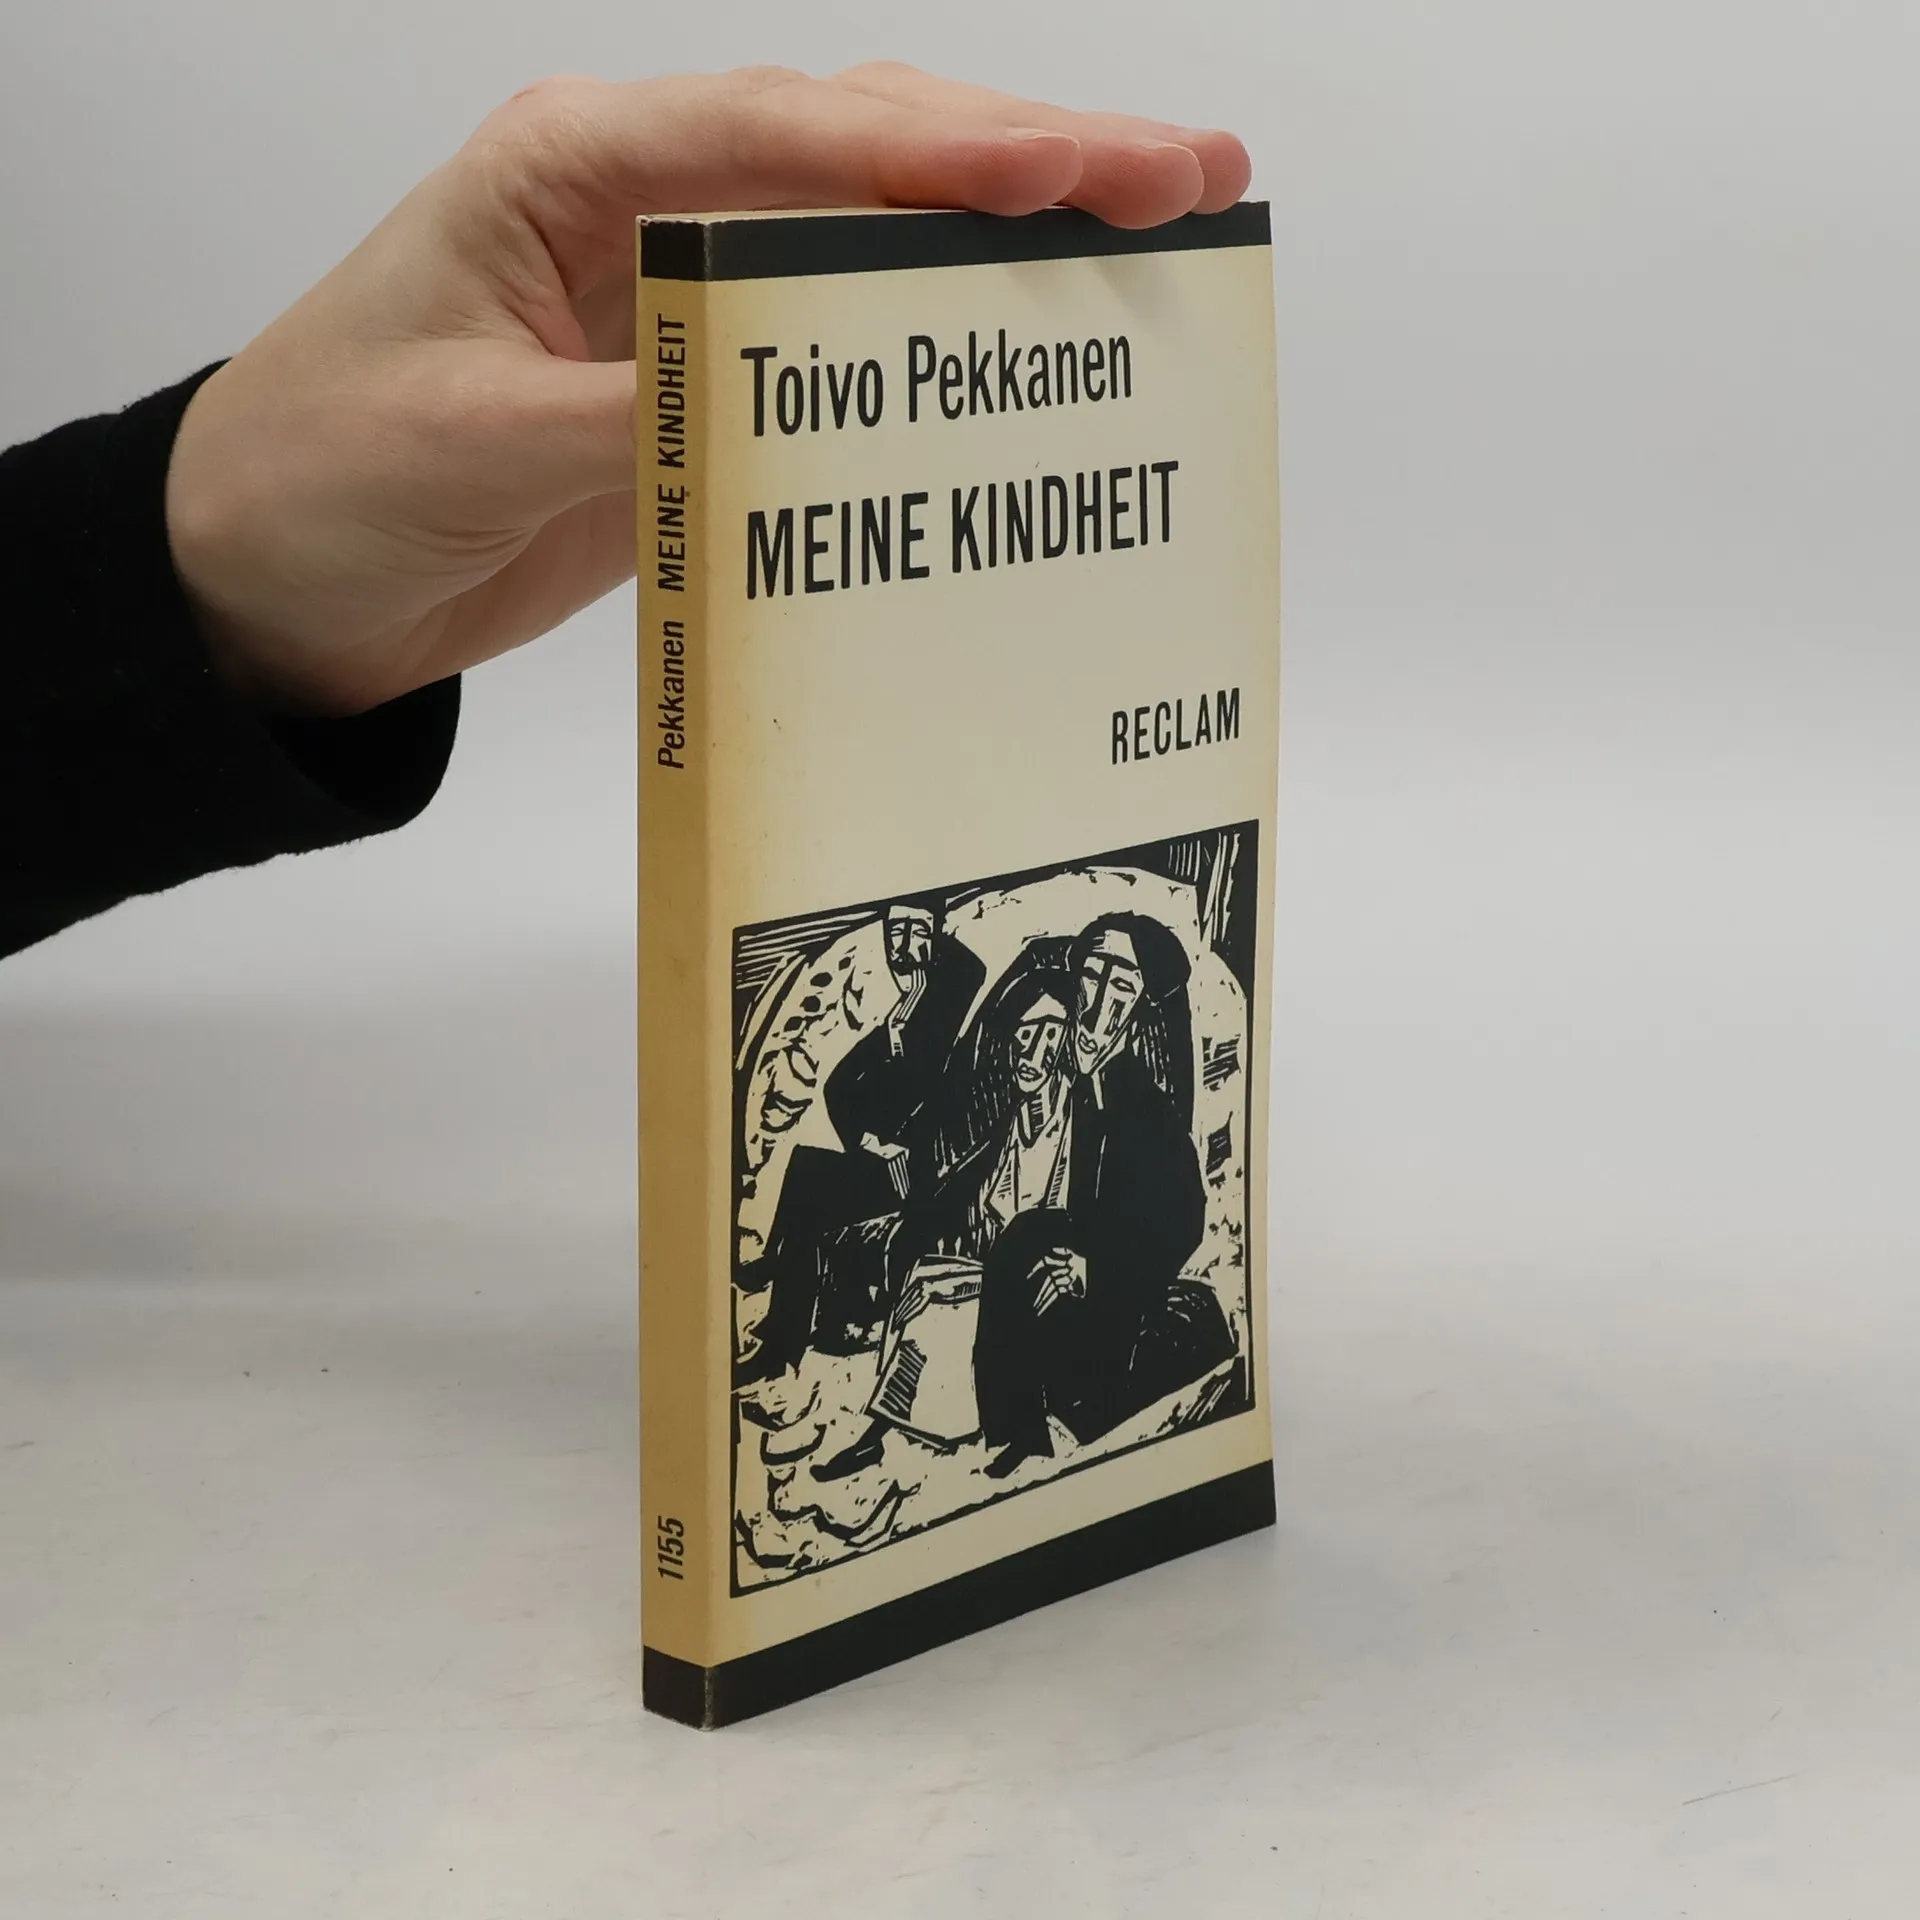 Toivo Pekkanen
MEINE KINDHEIT
RECLAM
Pekkanen MEINE KINDHEIT
1155